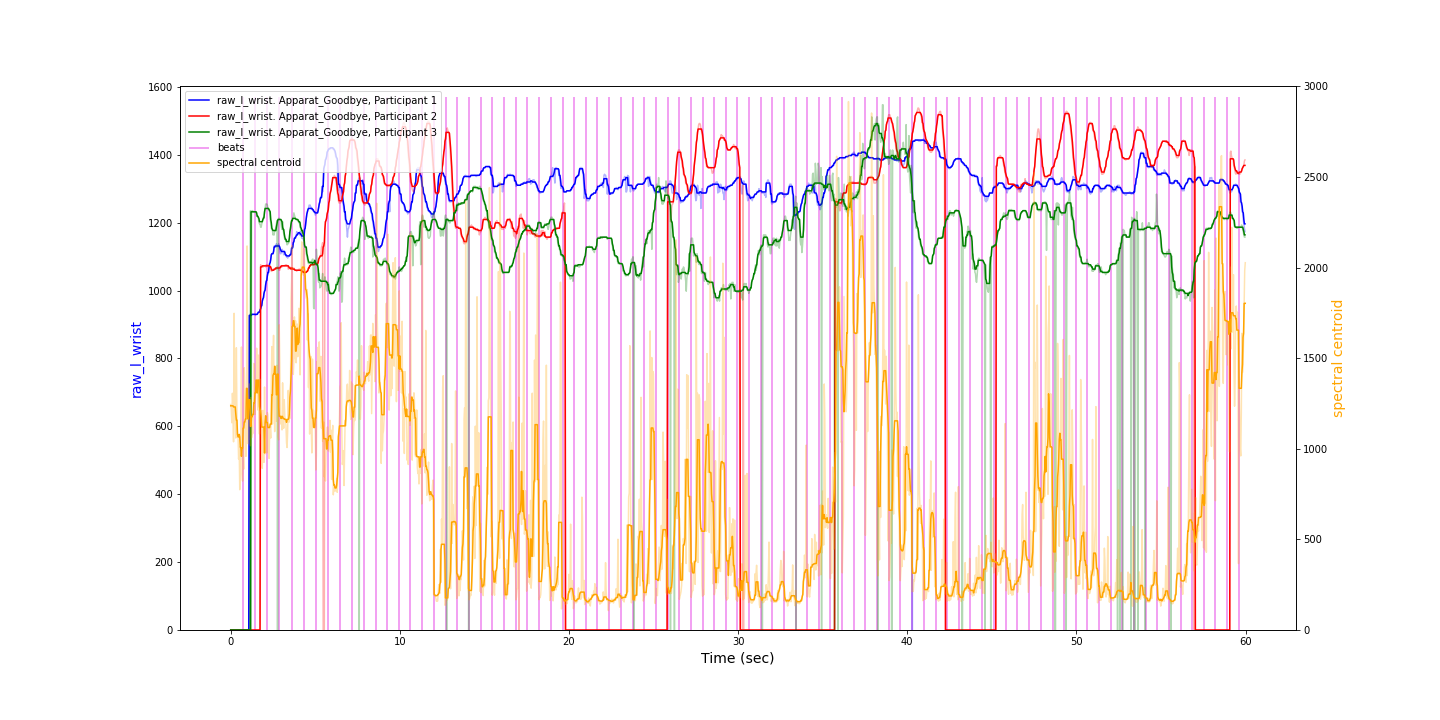 raw_l_wrist. Apparat_Goodbye, Participant 1
raw_l_wrist. Apparat_Goodbye, Participant 2
raw_l_wrist. Apparat_Goodbye, Participant 3
beats
spectral centroid
1600
1400
1200
1000
800
600
400
200
0
raw_l_wrist
3000
2500
2000
1500
1000
500
0
spectral centroid
0 10 20 30 40 50 60
Time (sec)